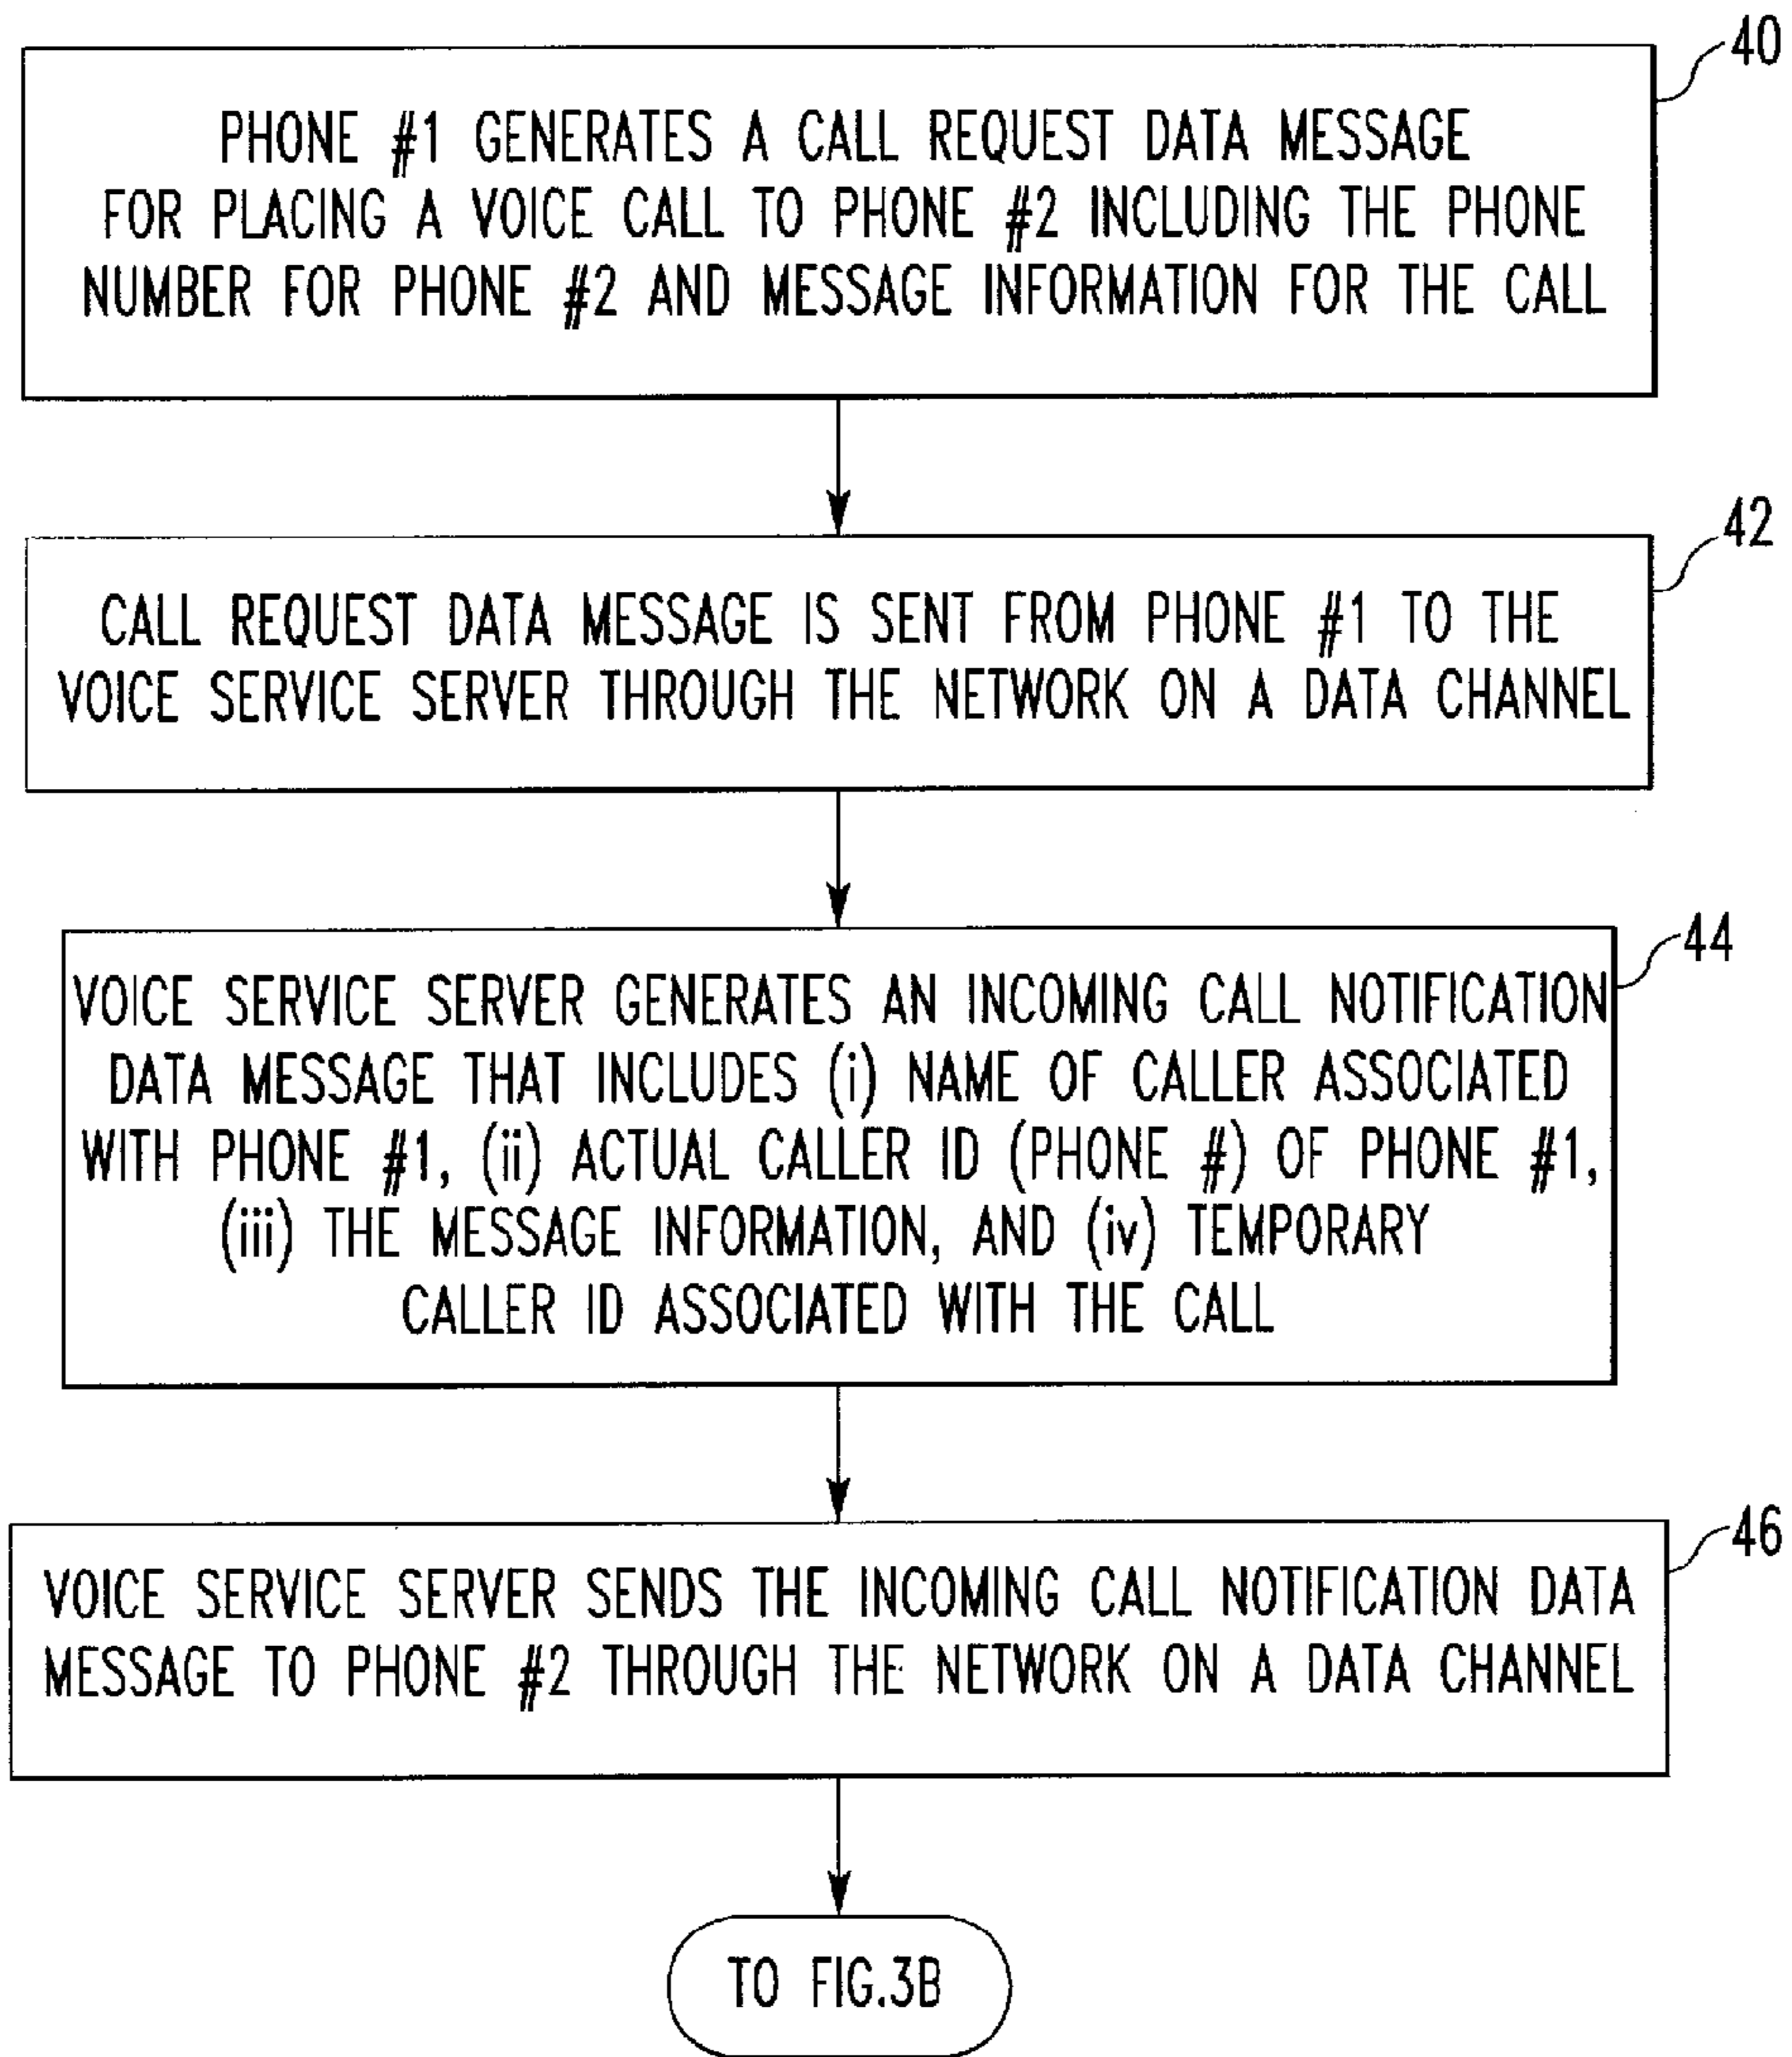 40
PHONE #1 GENERATES A CALL REQUEST DATA MESSAGE
FOR PLACING A VOICE CALL TO PHONE #2 INCLUDING THE PHONE
NUMBER FOR PHONE #2 AND MESSAGE INFORMATION FOR THE CALL
42
CALL REQUEST DATA MESSAGE IS SENT FROM PHONE #1 TO THE
VOICE SERVICE SERVER THROUGH THE NETWORK ON A DATA CHANNEL
44
VOICE SERVICE SERVER GENERATES AN INCOMING CALL NOTIFICATION
DATA MESSAGE THAT INCLUDES (i) NAME OF CALLER ASSOCIATED
WITH PHONE #1, (ii) ACTUAL CALLER ID (PHONE #) OF PHONE #1,
(iii) THE MESSAGE INFORMATION, AND (iv) TEMPORARY
CALLER ID ASSOCIATED WITH THE CALL
46
VOICE SERVICE SERVER SENDS THE INCOMING CALL NOTIFICATION DATA
MESSAGE TO PHONE #2 THROUGH THE NETWORK ON A DATA CHANNEL
TO FIG.3B